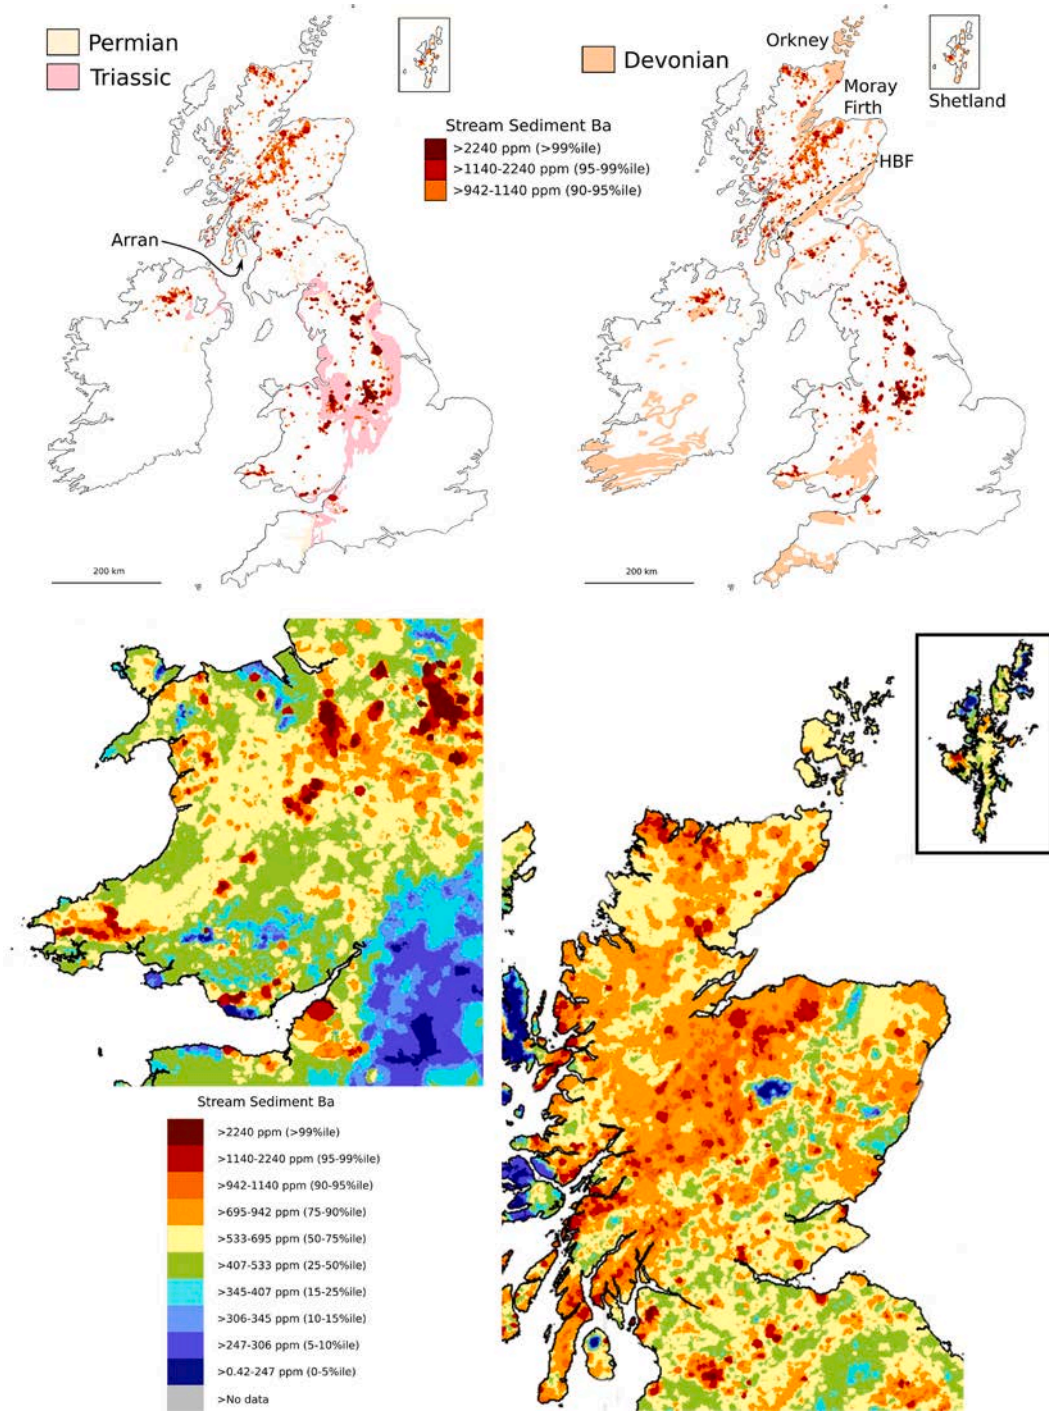 Permian
Triassic
Arran
200 km
Stream Sediment Ba
>2240 ppm (>99%ile)
>1140-2240 ppm (95-99%ile)
>942-1140 ppm (90-95%ile)
Devonian
Orkney
Moray
Firth
Shetland
HBF
200 km
Stream Sediment Ba
>2240 ppm (>99%ile)
>1140-2240 ppm (95-99%ile)
>942-1140 ppm (90-95%ile)
>695-942 ppm (75-90%ile)
>533-695 ppm (50-75%ile)
>407-533 ppm (25-50%ile)
>345-407 ppm (15-25%ile)
>306-345 ppm (10-15%ile)
>247-306 ppm (5-10%ile)
>0.42-247 ppm (0-5%ile)
>No data